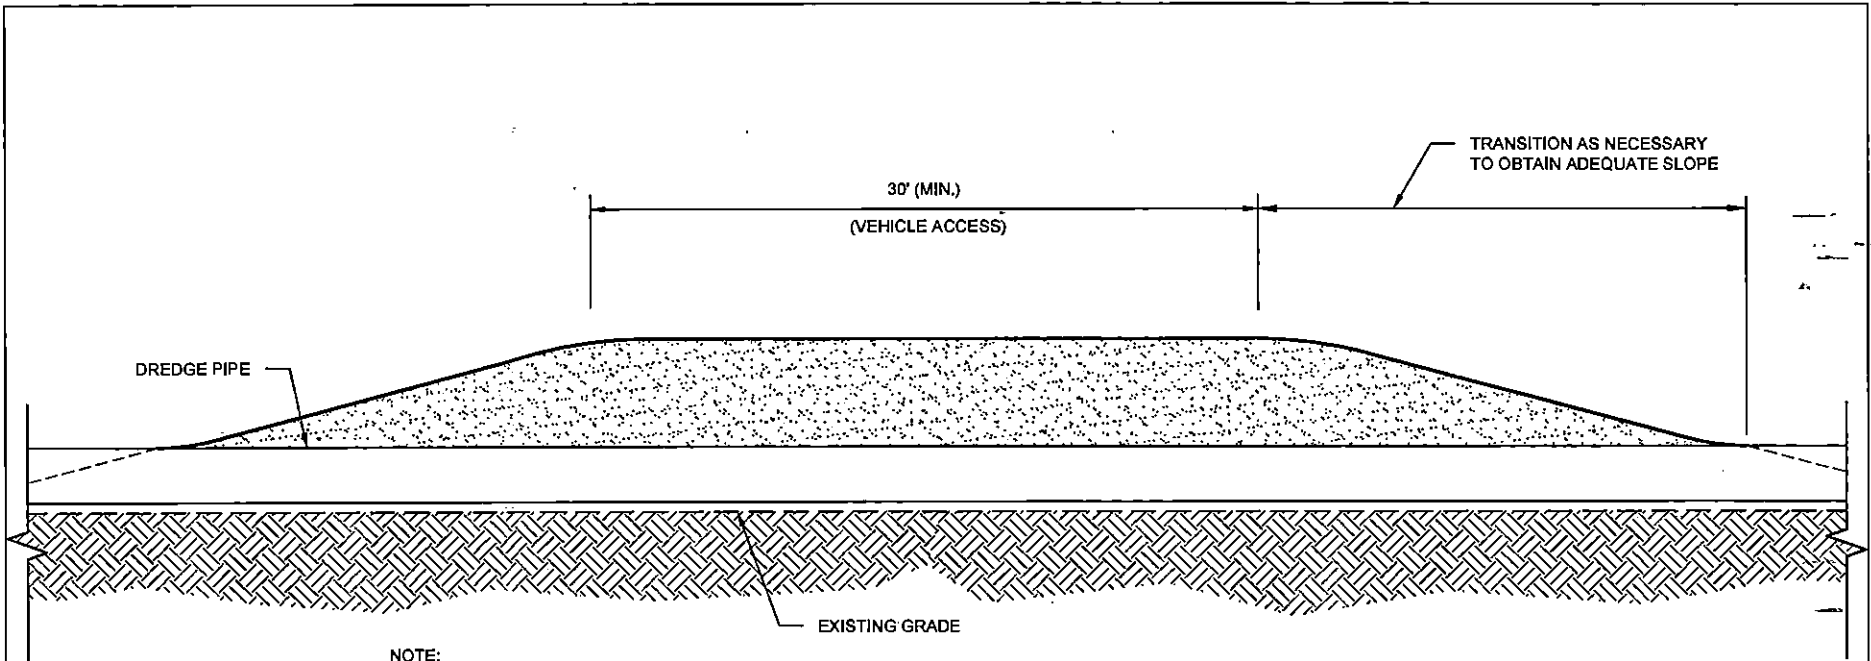 TRANSITION AS NECESSARY
TO OBTAIN ADEQUATE SLOPE
30' (MIN.)
(VEHICLE ACCESS)
DREDGE PIPE
EXISTING GRADE
NOTE: